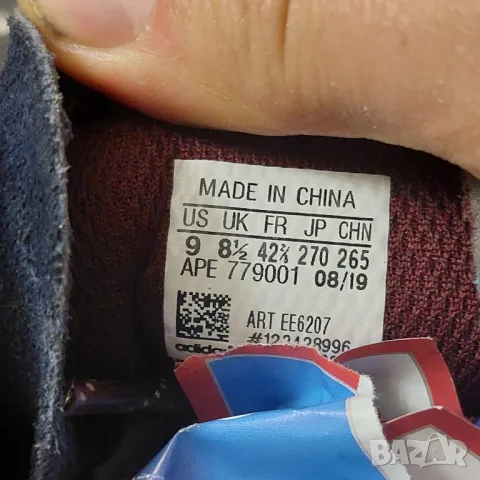 MADE IN CHINA
US UK FR JP CHN
9 8½ 42⅔ 270 265
APE 779001 08/19
ART EE6207
#123428996
adidas
BAZAR